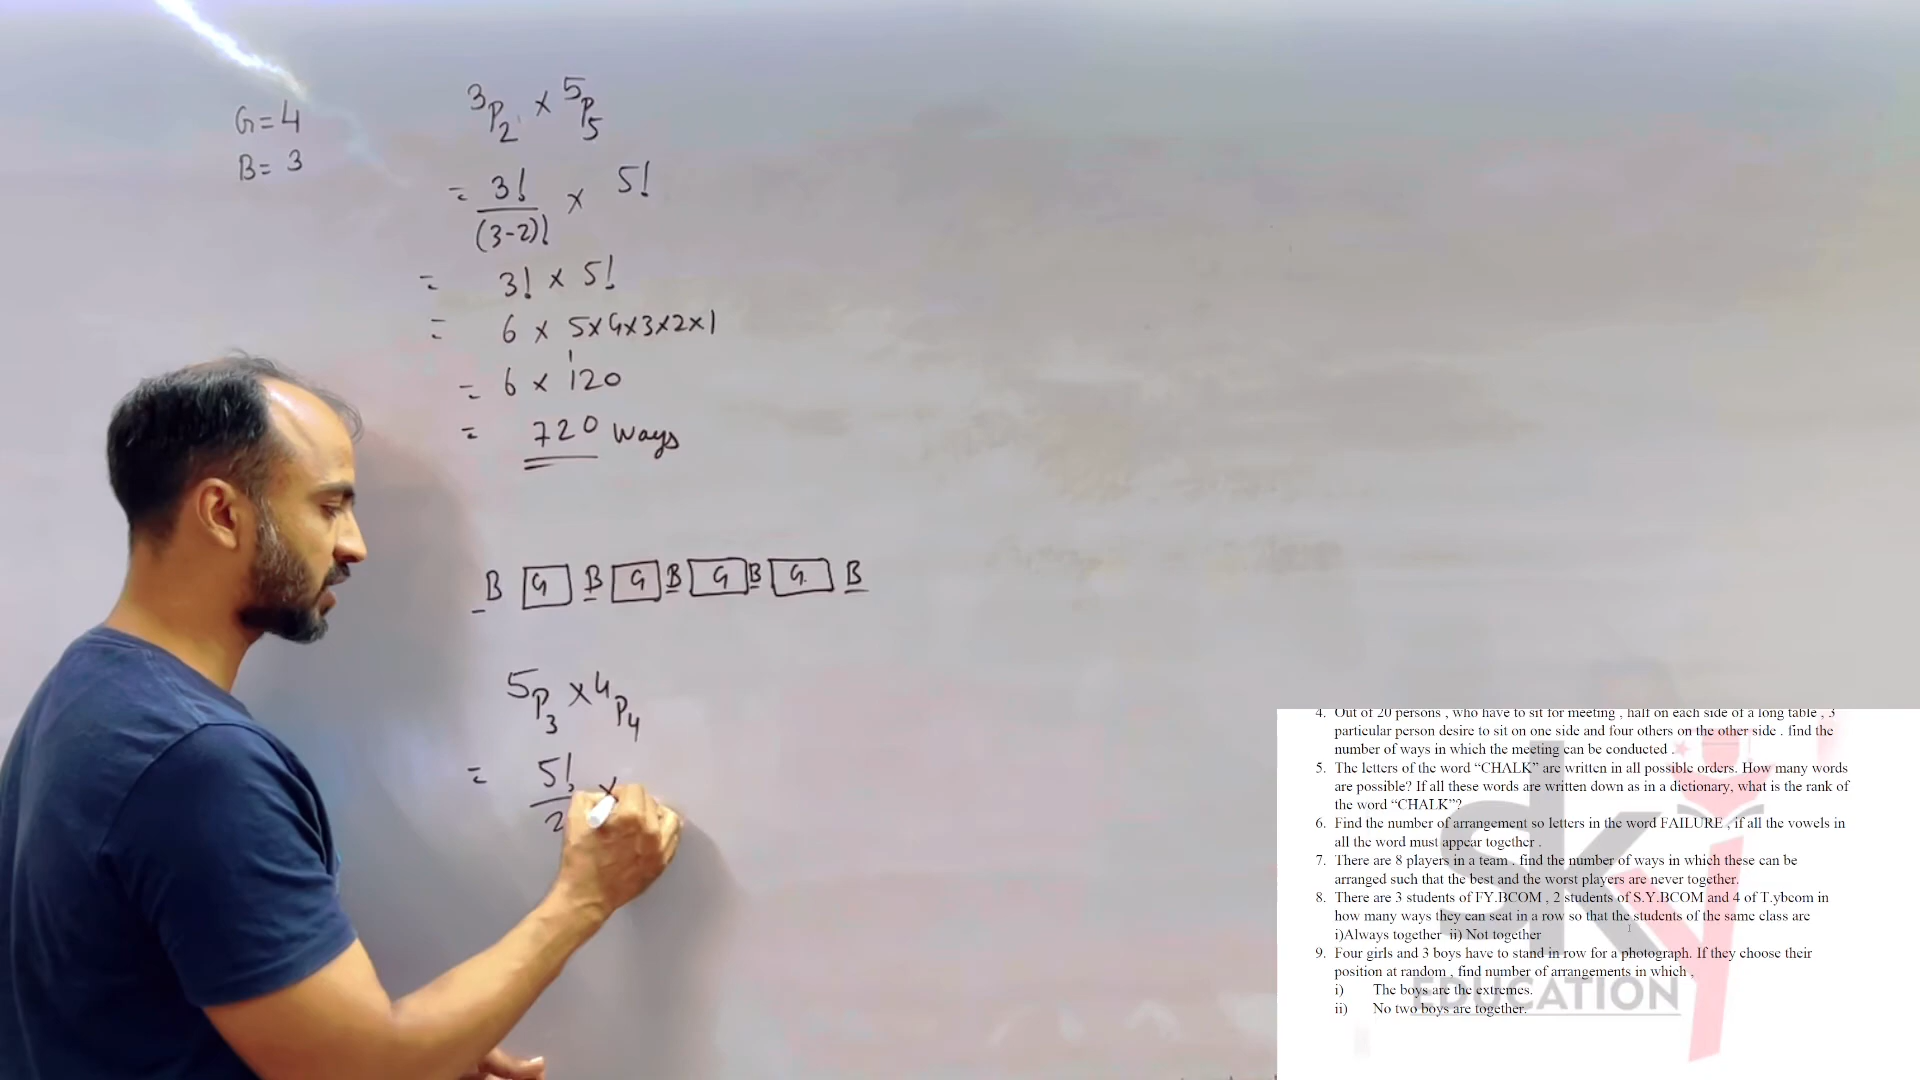 G=4
B= 3
3P2 x 5P5
= 3!/(3-2)! x 5!
= 3! x 5!
= 6 x 5x4x3x2x1
= 6 x 120
= 720 ways
B G B G B G B G B
5P3 x 4P4
= 5!/2 x
4. Out of 20 persons , who have to sit for meeting , half on each side of a long table , 3
particular person desire to sit on one side and four others on the other side . find the
number of ways in which the meeting can be conducted .
5. The letters of the word “CHALK” are written in all possible orders. How many words
are possible? If all these words are written down as in a dictionary, what is the rank of
the word “CHALK”?
6. Find the number of arrangement so letters in the word FAILURE , if all the vowels in
all the word must appear together .
7. There are 8 players in a team . find the number of ways in which these can be
arranged such that the best and the worst players are never together.
8. There are 3 students of FY.BCOM , 2 students of S.Y.BCOM and 4 of T.ybcom in
how many ways they can seat in a row so that the students of the same class are
i)Always together ii) Not together
9. Four girls and 3 boys have to stand in row for a photograph. If they choose their
position at random , find number of arrangements in which ,
i) The boys are the extremes.
ii) No two boys are together.
sky
EDUCATION